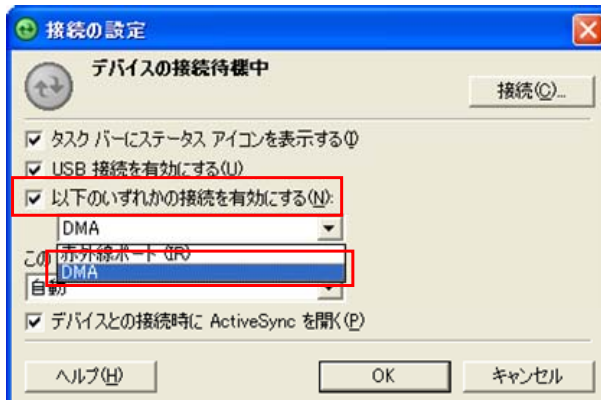 接続の設定
デバイスの接続待機中
接続(C)...
タスク バーにステータス アイコンを表示する(I)
USB 接続を有効にする(U)
以下のいずれかの接続を有効にする(N):
DMA
赤外線ポート (IR)
この
DMA
自動
デバイスとの接続時に ActiveSync を開く(P)
ヘルプ(H)
OK
キャンセル